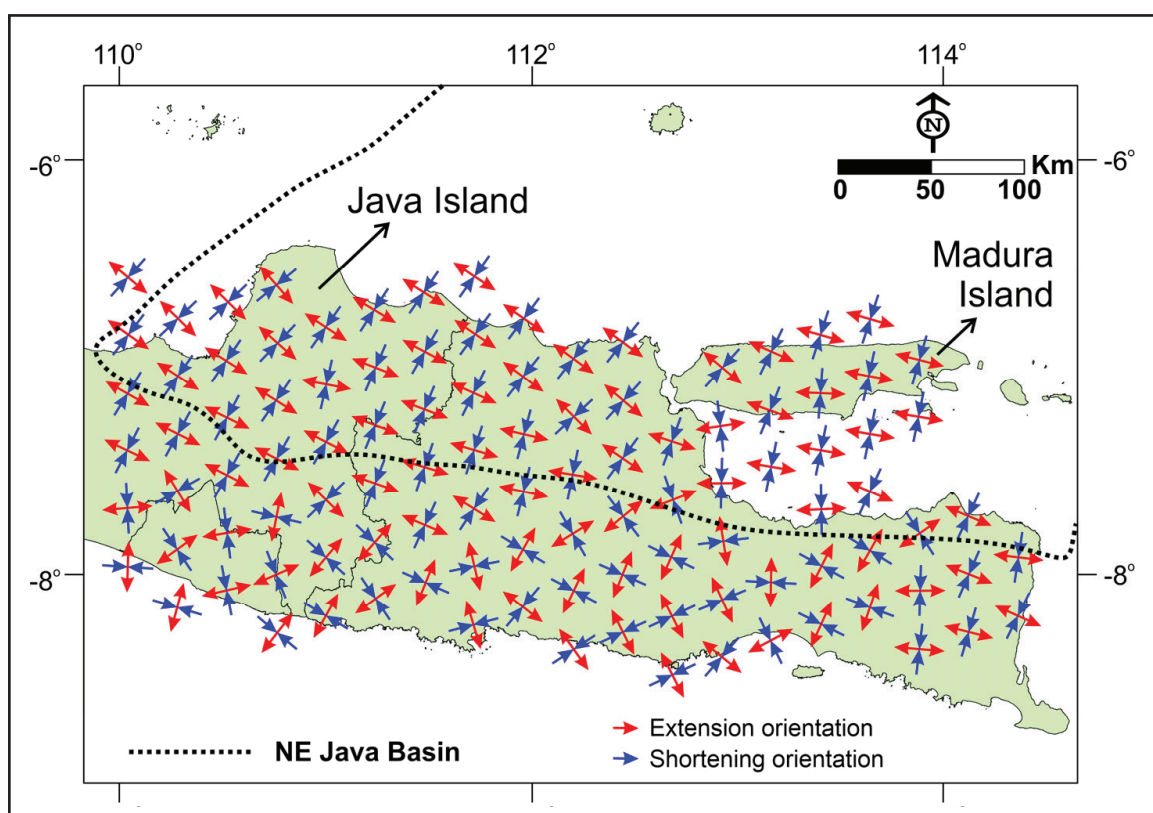 110° 112° 114°
N
-6° -6°
Km
0 50 100
Java Island
Madura
Island
-8° -8°
NE Java Basin
Extension orientation
Shortening orientation